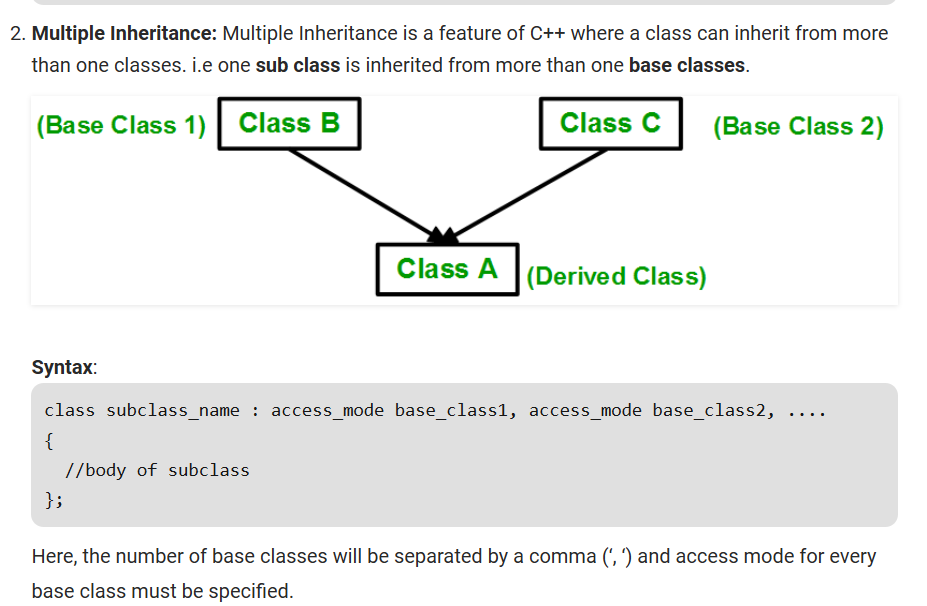 2. Multiple Inheritance: Multiple Inheritance is a feature of C++ where a class can inherit from more
than one classes. i.e one sub class is inherited from more than one base classes.
(Base Class 1) Class B Class C (Base Class 2)
Class A (Derived Class)
Syntax:
class subclass_name : access_mode base_class1, access_mode base_class2, ....
{
  //body of subclass
};
Here, the number of base classes will be separated by a comma (‘, ‘) and access mode for every
base class must be specified.